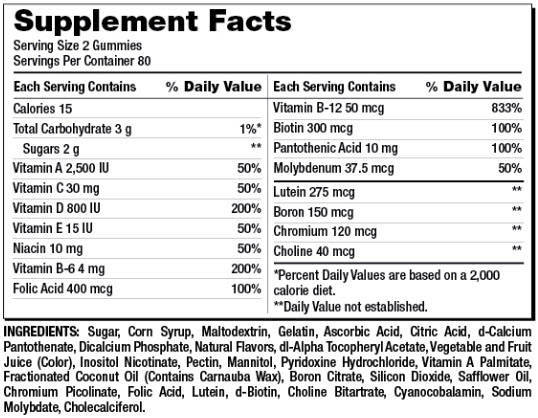 Supplement Facts
Serving Size 2 Gummies
Servings Per Container 80
Each Serving Contains % Daily Value
Calories 15
Total Carbohydrate 3 g 1%*
Sugars 2 g **
Vitamin A 2,500 IU 50%
Vitamin C 30 mg 50%
Vitamin D 800 IU 200%
Vitamin E 15 IU 50%
Niacin 10 mg 50%
Vitamin B-6 4 mg 200%
Folic Acid 400 mcg 100%
Each Serving Contains % Daily Value
Vitamin B-12 50 mcg 833%
Biotin 300 mcg 100%
Pantothenic Acid 10 mg 100%
Molybdenum 37.5 mcg 50%
Lutein 275 mcg **
Boron 150 mcg **
Chromium 120 mcg **
Choline 40 mcg **
*Percent Daily Values are based on a 2,000
calorie diet.
**Daily Value not established.
INGREDIENTS: Sugar, Corn Syrup, Maltodextrin, Gelatin, Ascorbic Acid, Citric Acid, d-Calcium
Pantothenate, Dicalcium Phosphate, Natural Flavors, dl-Alpha Tocopheryl Acetate, Vegetable and Fruit
Juice (Color), Inositol Nicotinate, Pectin, Mannitol, Pyridoxine Hydrochloride, Vitamin A Palmitate,
Fractionated Coconut Oil (Contains Carnauba Wax), Boron Citrate, Silicon Dioxide, Safflower Oil,
Chromium Picolinate, Folic Acid, Lutein, d-Biotin, Choline Bitartrate, Cyanocobalamin, Sodium
Molybdate, Cholecalciferol.